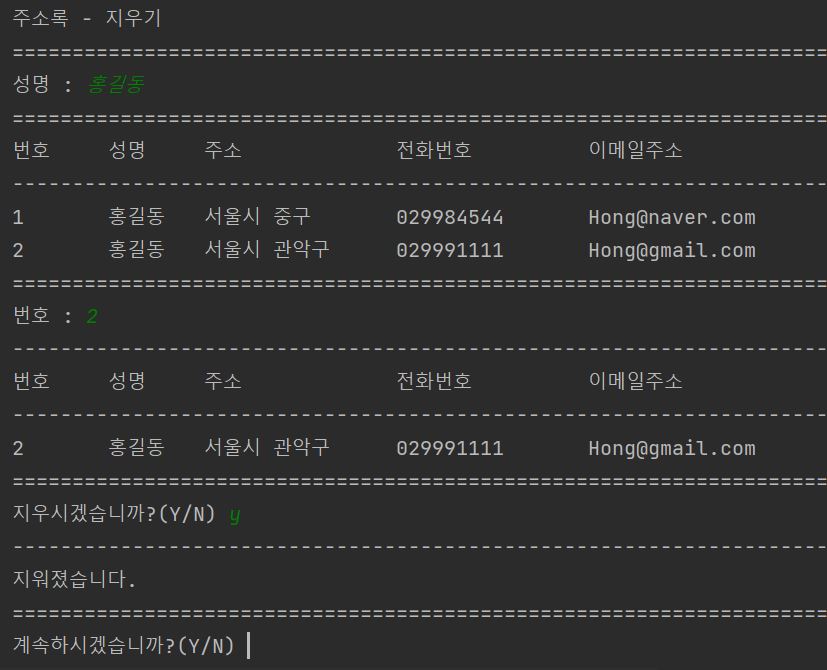 주소록 - 지우기
====================================================================
성명 : 홍길동
====================================================================
번호 성명 주소 전화번호 이메일주소
--------------------------------------------------------------------
1 홍길동 서울시 중구 029984544 Hong@naver.com
2 홍길동 서울시 관악구 029991111 Hong@gmail.com
====================================================================
번호 : 2
--------------------------------------------------------------------
번호 성명 주소 전화번호 이메일주소
--------------------------------------------------------------------
2 홍길동 서울시 관악구 029991111 Hong@gmail.com
====================================================================
지우시겠습니까?(Y/N) y
--------------------------------------------------------------------
지워졌습니다.
====================================================================
계속하시겠습니까?(Y/N)